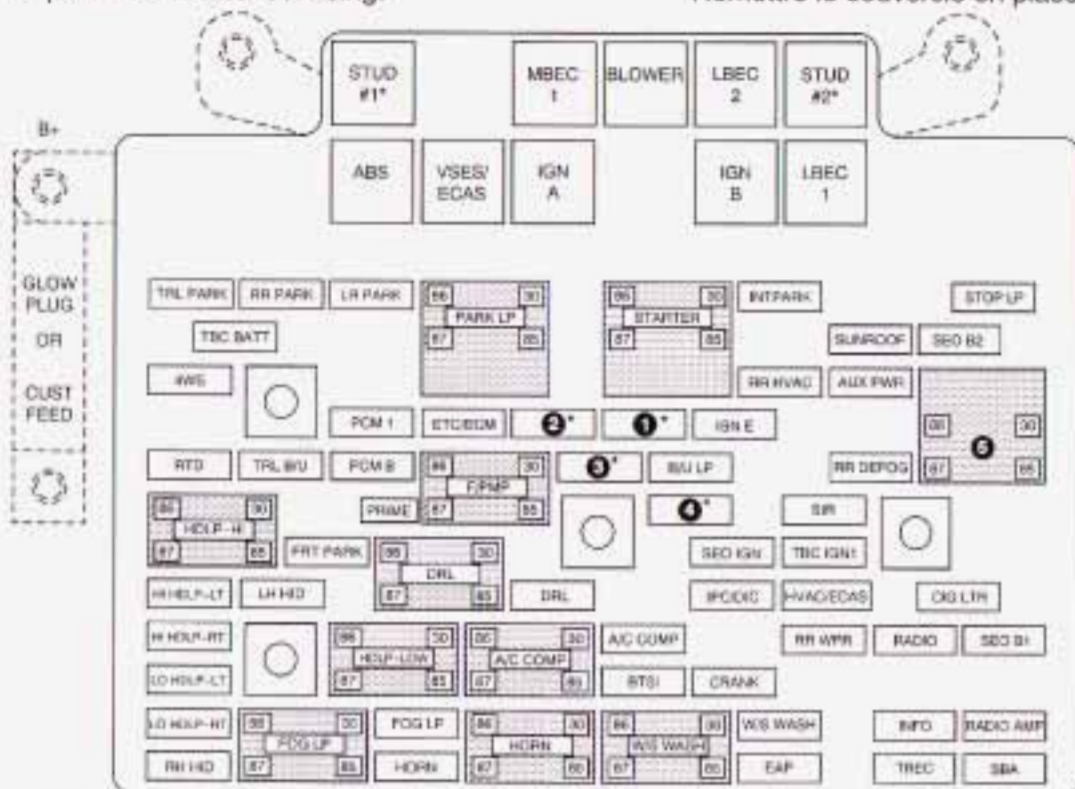 STUD #1*
MBEC 1
BLOWER
LBEC 2
STUD #2*
B+
ABS
VSES/ ECAS
IGN A
IGN B
LBEC 1
GLOW PLUG OR CUST FEED
TRL PARK
RR PARK
LR PARK
86 30
PARK LP
87 85
86 30
STARTER
87 85
INTPARK
STOP LP
TBC BATT
SUNROOF
SEO B2
4WS
RR HVAC
AUX PWR
PCM 1
ETC/ECM
2*
1*
IGN E
86 30
5
87 85
RTD
TRL B/U
PCM B
86 30
F/PMP
87 85
3*
B/U LP
RR DEFOG
PRIME
4*
SIR
86 30
HDLP-HI
87 85
FRT PARK
86 30
DRL
87 85
SEO IGN
TBC IGN1
HI HDLP-LT
LH HID
DRL
IPC/DIC
HVAC/ECAS
CIG LTR
HI HDLP-RT
86 30
HDLP-LOW
87 85
86 30
A/C COMP
87 85
A/C COMP
RR WPR
RADIO
SEO B1
LO HDLP-LT
BTSI
CRANK
LO HDLP-RT
86 30
FOG LP
87 85
FOG LP
86 30
HORN
87 85
86 30
W/S WASH
87 85
W/S WASH
INFO
RADIO AMP
RH HID
HORN
EAP
TREC
SBA